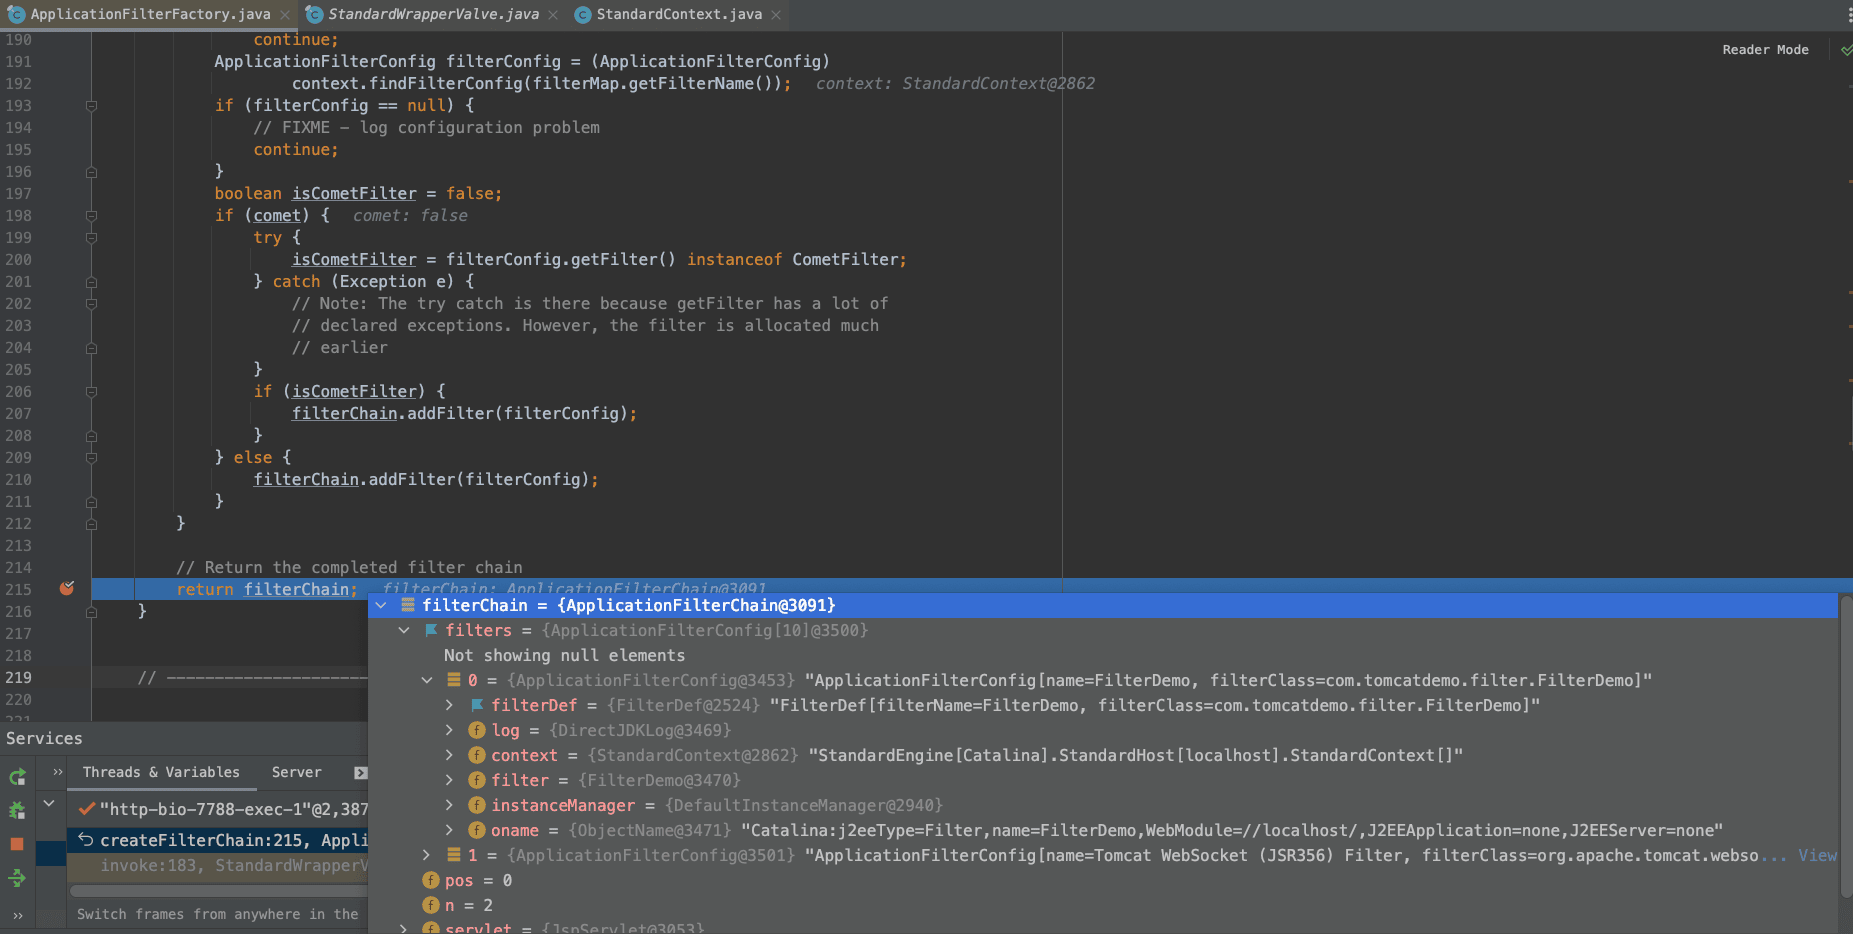 ApplicationFilterFactory.java StandardWrapperValve.java StandardContext.java
Reader Mode
190 continue;
191 ApplicationFilterConfig filterConfig = (ApplicationFilterConfig)
192 context.findFilterConfig(filterMap.getFilterName()); context: StandardContext@2862
193 if (filterConfig == null) {
194 // FIXME - log configuration problem
195 continue;
196 }
197 boolean isCometFilter = false;
198 if (comet) { comet: false
199 try {
200 isCometFilter = filterConfig.getFilter() instanceof CometFilter;
201 } catch (Exception e) {
202 // Note: The try catch is there because getFilter has a lot of
203 // declared exceptions. However, the filter is allocated much
204 // earlier
205 }
206 if (isCometFilter) {
207 filterChain.addFilter(filterConfig);
208 }
209 } else {
210 filterChain.addFilter(filterConfig);
211 }
212 }
213
214 // Return the completed filter chain
215 return filterChain; filterChain: ApplicationFilterChain@3091
216 }
217
218
219 // ---------------------
220
221
filterChain = {ApplicationFilterChain@3091}
filters = {ApplicationFilterConfig[10]@3500}
Not showing null elements
0 = {ApplicationFilterConfig@3453} "ApplicationFilterConfig[name=FilterDemo, filterClass=com.tomcatdemo.filter.FilterDemo]"
filterDef = {FilterDef@2524} "FilterDef[filterName=FilterDemo, filterClass=com.tomcatdemo.filter.FilterDemo]"
log = {DirectJDKLog@3469}
context = {StandardContext@2862} "StandardEngine[Catalina].StandardHost[localhost].StandardContext[]"
filter = {FilterDemo@3470}
instanceManager = {DefaultInstanceManager@2940}
oname = {ObjectName@3471} "Catalina:j2eeType=Filter,name=FilterDemo,WebModule=//localhost/,J2EEApplication=none,J2EEServer=none"
1 = {ApplicationFilterConfig@3501} "ApplicationFilterConfig[name=Tomcat WebSocket (JSR356) Filter, filterClass=org.apache.tomcat.webso... View
pos = 0
n = 2
servlet = {JspServlet@3053}
Services
Threads & Variables Server
"http-bio-7788-exec-1"@2,387
createFilterChain:215, Appli
invoke:183, StandardWrapperV
Switch frames from anywhere in the